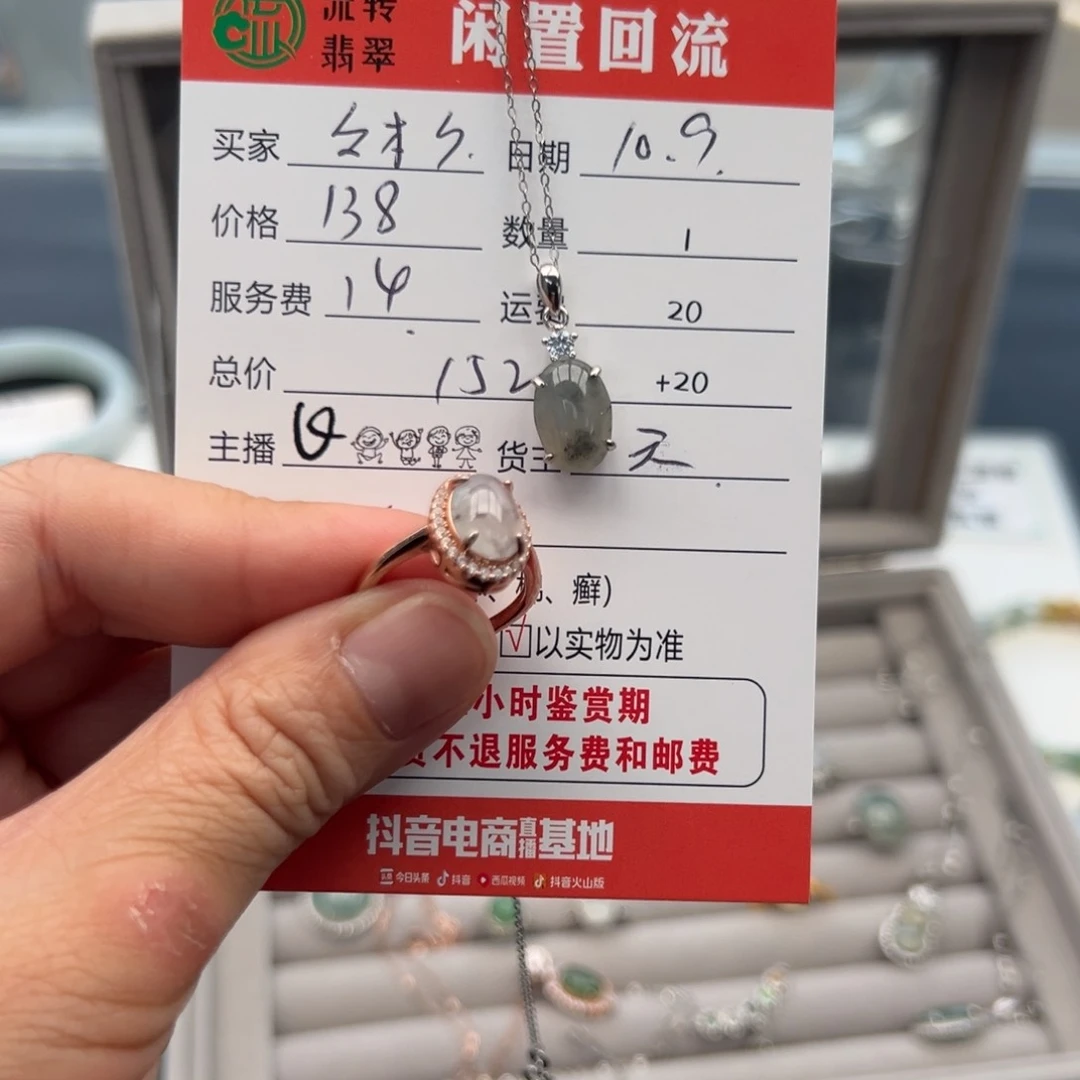 流转
翡翠
闲置回流
买家 日期 10.9.
价格 138 数量 1
服务费 14 运费 20
总价 152 +20
主播 货主 天
、癣)
√以实物为准
小时鉴赏期
不退服务费和邮费
抖音电商直播基地
头条 今日头条 抖音 西瓜视频 抖音火山版